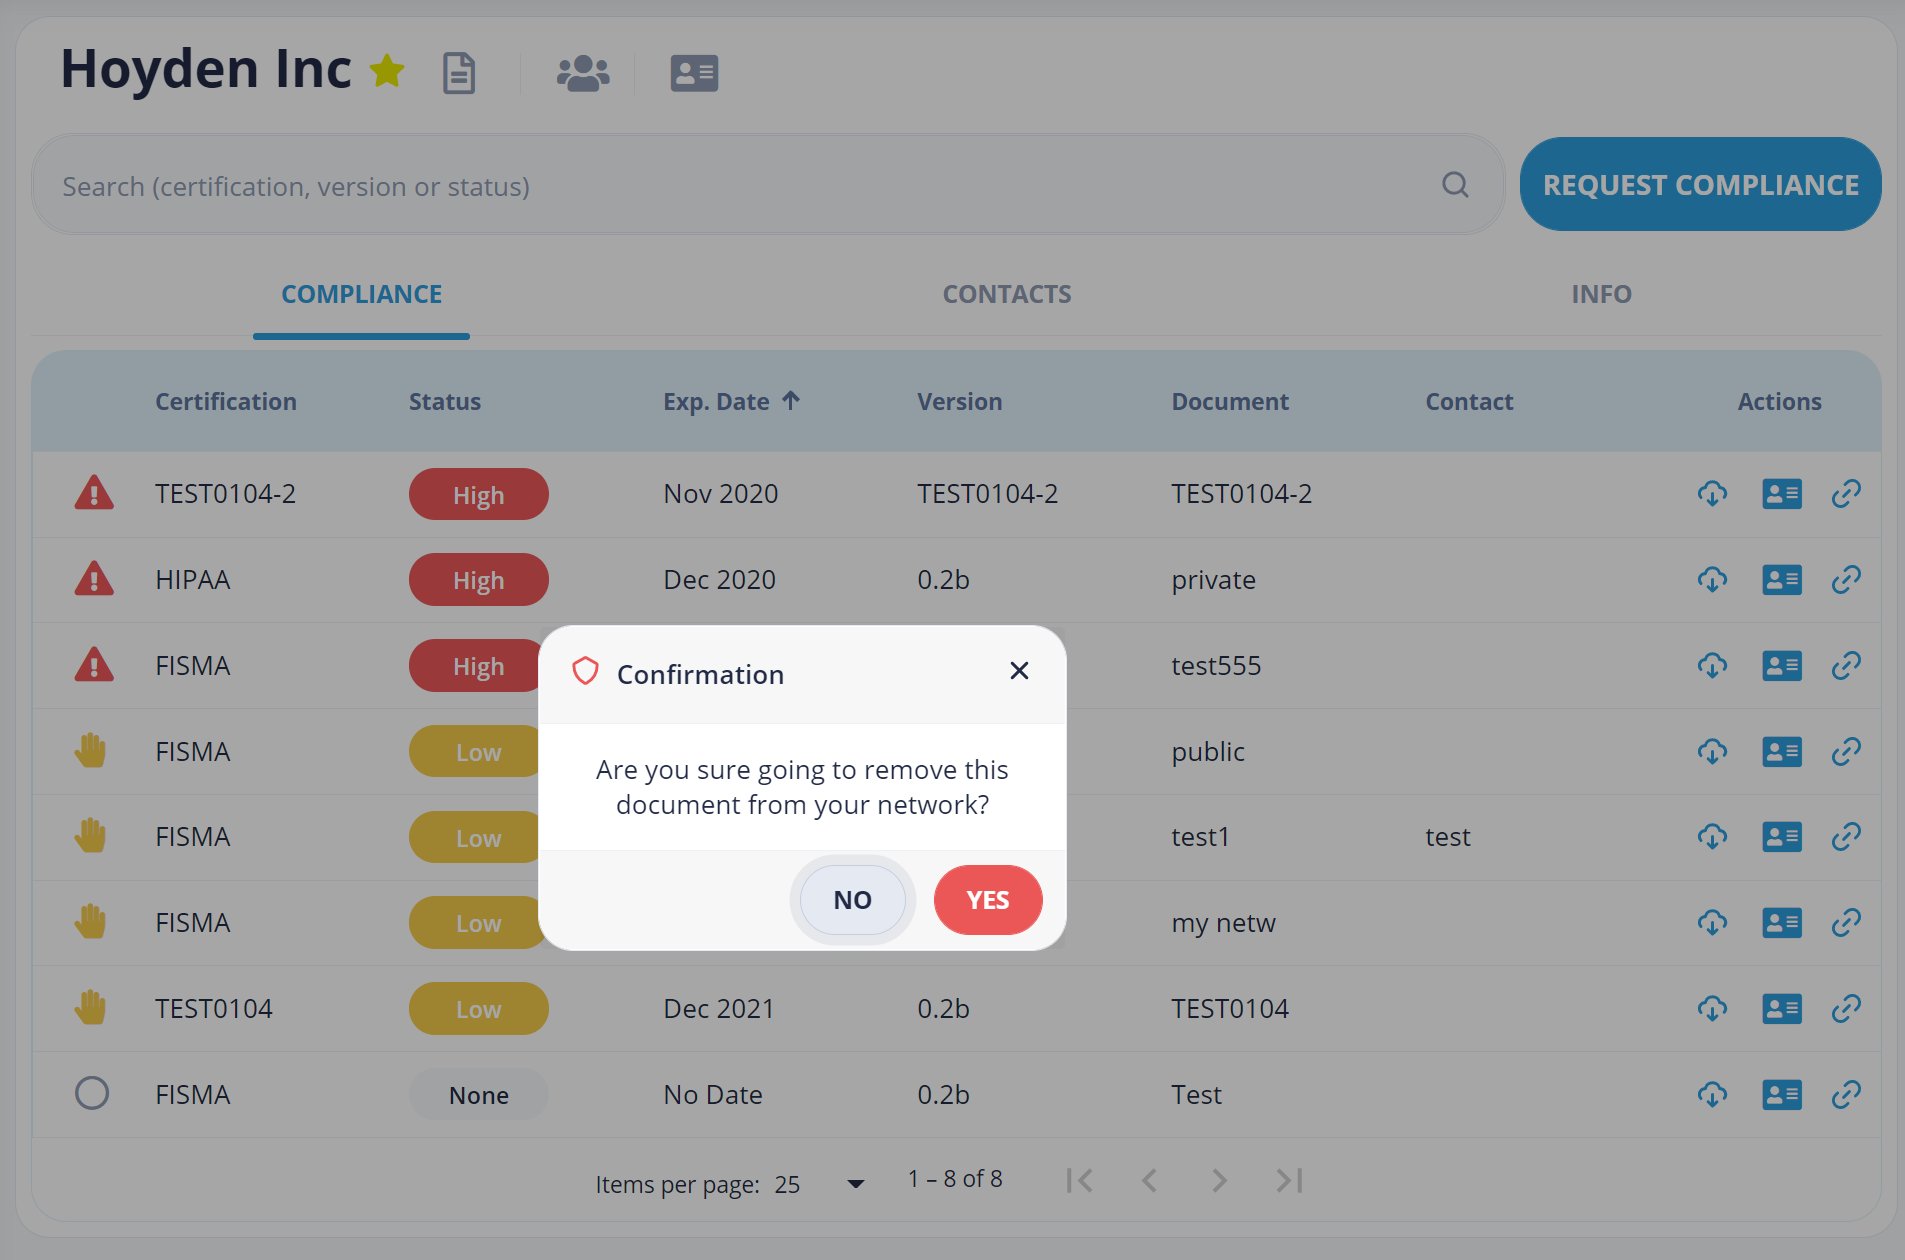 Hoyden Inc
Search (certification, version or status)
REQUEST COMPLIANCE
COMPLIANCE CONTACTS INFO
Certification Status Exp. Date Version Document Contact Actions
TEST0104-2 High Nov 2020 TEST0104-2 TEST0104-2
HIPAA High Dec 2020 0.2b private
FISMA High test555
FISMA Low public
FISMA Low test1 test
FISMA Low my netw
TEST0104 Low Dec 2021 0.2b TEST0104
FISMA None No Date 0.2b Test
Confirmation
Are you sure going to remove this
document from your network?
NO YES
Items per page: 25 1 – 8 of 8